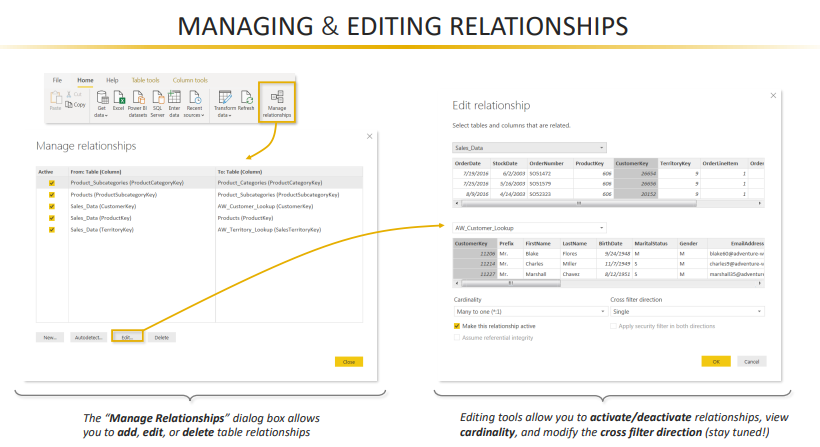 MANAGING & EDITING RELATIONSHIPS
File Home Help Table tools Column tools
Paste Cut Copy
Get data Excel Power BI datasets SQL Server Enter data Recent sources Transform data Refresh Manage relationships
Manage relationships
Active From: Table (Column) To: Table (Column)
Product_Subcategories (ProductCategoryKey) Product_Categories (ProductCategoryKey)
Products (ProductSubcategoryKey) Product_Subcategories (ProductSubcategoryKey)
Sales_Data (CustomerKey) AW_Customer_Lookup (CustomerKey)
Sales_Data (ProductKey) Products (ProductKey)
Sales_Data (TerritoryKey) AW_Territory_Lookup (SalesTerritoryKey)
New... Autodetect... Edit... Delete
Close
The “Manage Relationships” dialog box allows
you to add, edit, or delete table relationships
Edit relationship
Select tables and columns that are related.
Sales_Data
OrderDate StockDate OrderNumber ProductKey CustomerKey TerritoryKey OrderLineItem Order
7/19/2016 6/2/2003 SO51472 606 26654 9 1
7/25/2016 5/26/2003 SO51579 606 26656 9 1
8/9/2016 4/24/2003 SO52323 606 20152 9 1
AW_Customer_Lookup
CustomerKey Prefix FirstName LastName BirthDate MaritalStatus Gender EmailAddress
11206 Mr. Blake Flores 9/24/1948 M M blake60@adventure-w
11214 Mr. Charles Miller 11/7/1949 S M charles9@adventure-w
11227 Mr. Marshall Chavez 8/12/1951 S M marshall35@adventure
Cardinality Cross filter direction
Many to one (*:1) Single
Make this relationship active Apply security filter in both directions
Assume referential integrity
OK Cancel
Editing tools allow you to activate/deactivate relationships, view
cardinality, and modify the cross filter direction (stay tuned!)